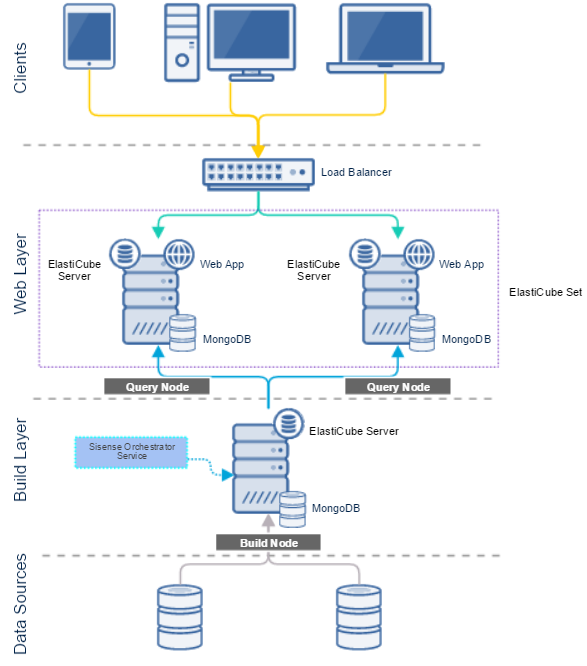 Clients
Load Balancer
Web Layer
ElastiCube
Server
Web App
MongoDB
ElastiCube
Server
Web App
MongoDB
ElastiCube Set
Query Node
Query Node
Build Layer
ElastiCube Server
Sisense Orchestrator
Service
MongoDB
Build Node
Data Sources